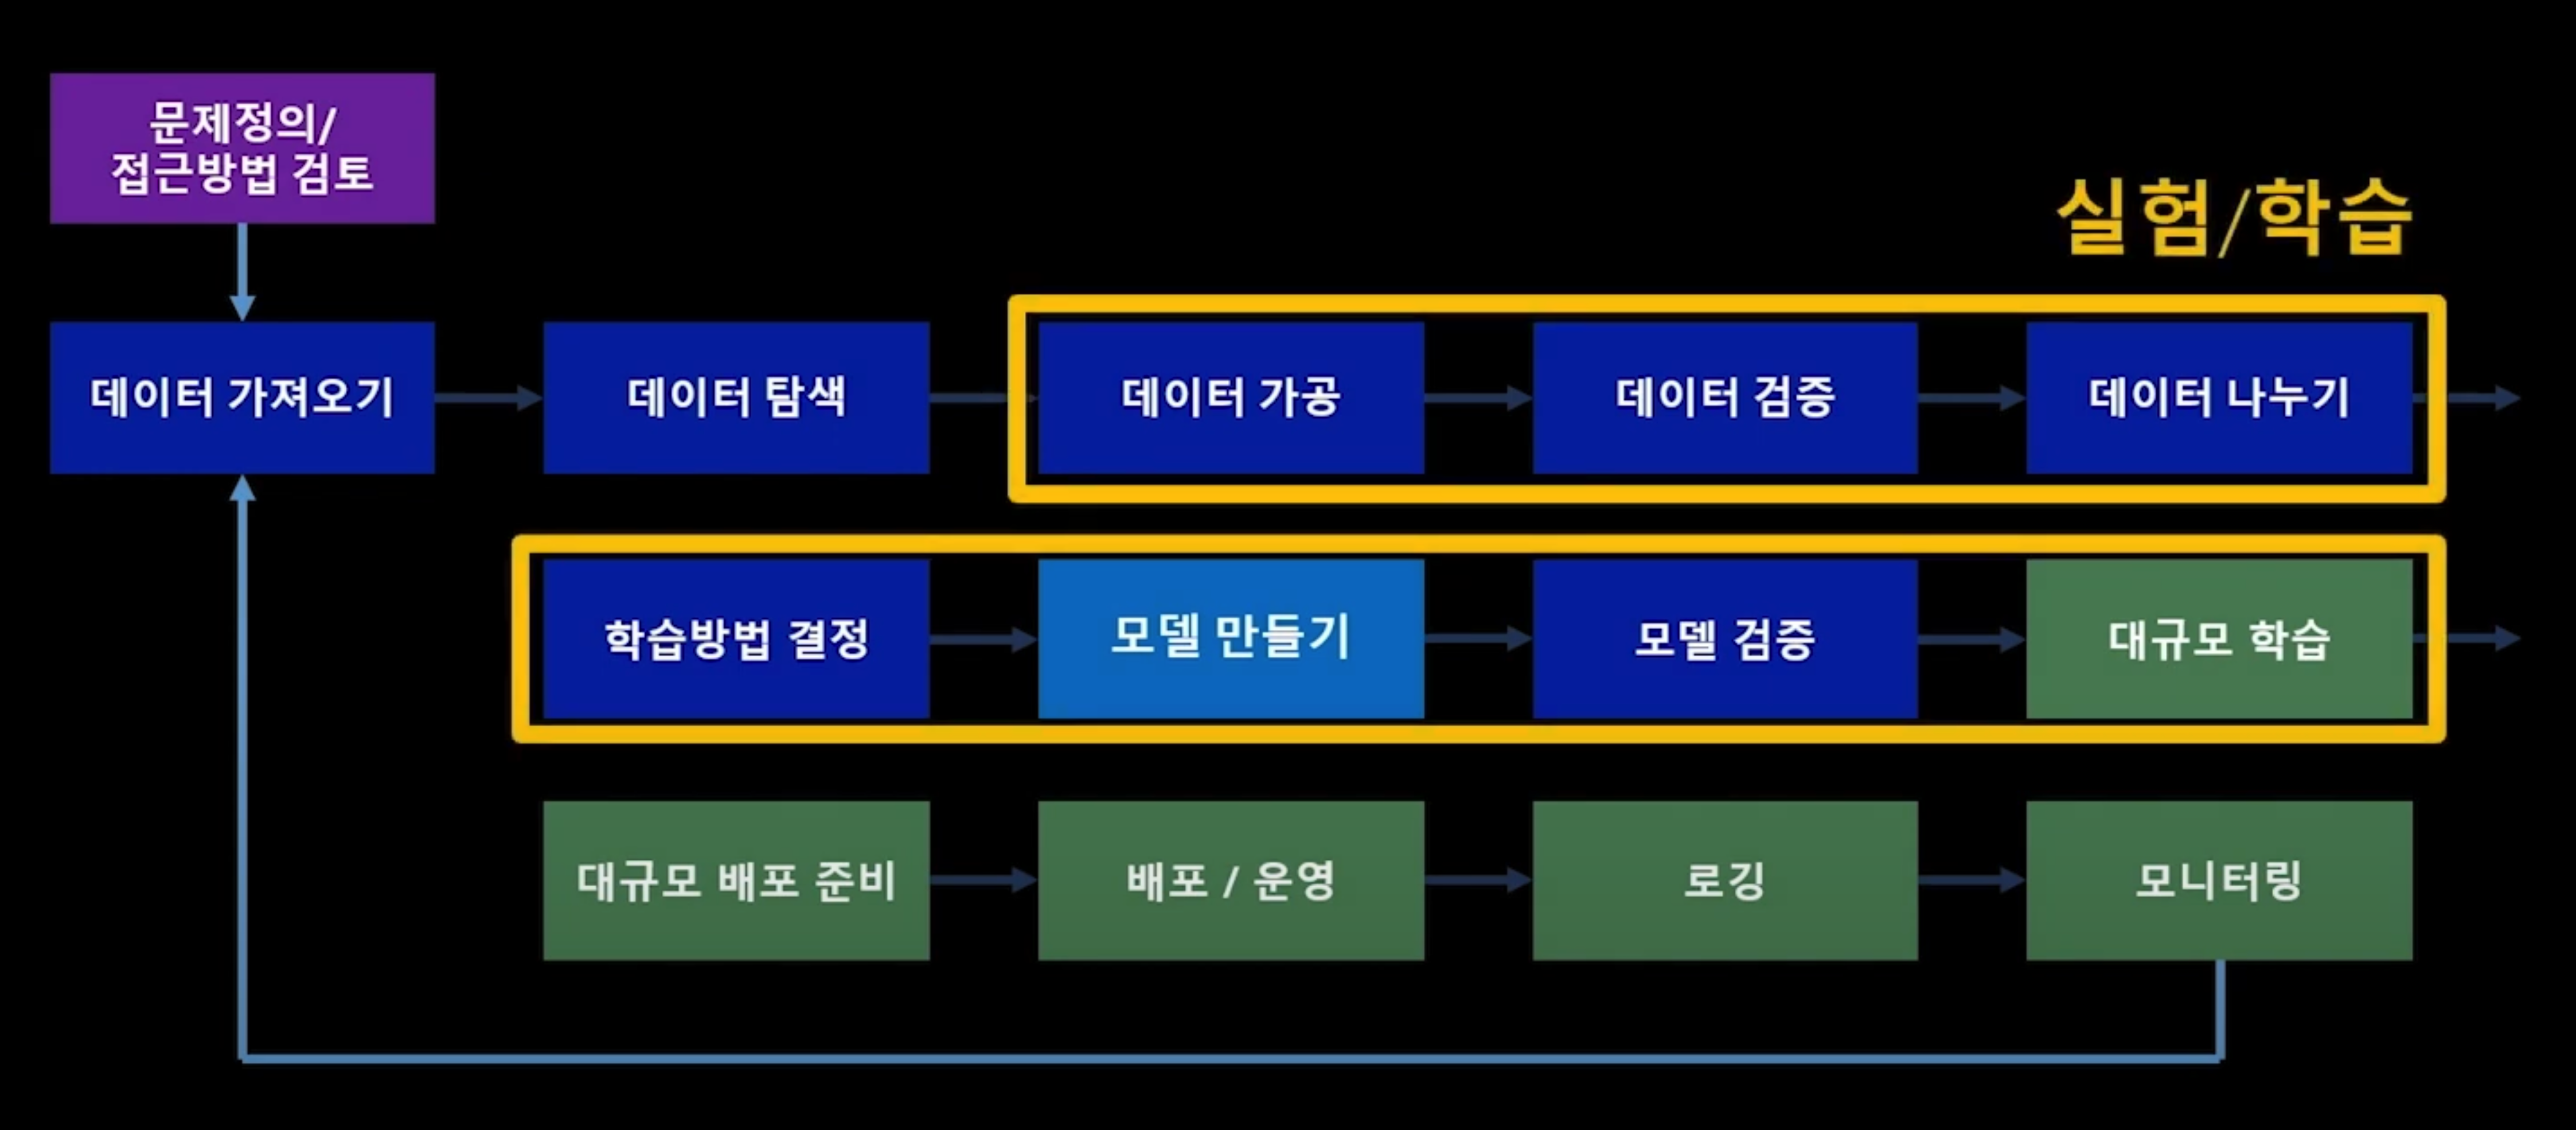 문제정의/
접근방법 검토
실험/학습
데이터 가져오기
데이터 탐색
데이터 가공
데이터 검증
데이터 나누기
학습방법 결정
모델 만들기
모델 검증
대규모 학습
대규모 배포 준비
배포 / 운영
로깅
모니터링